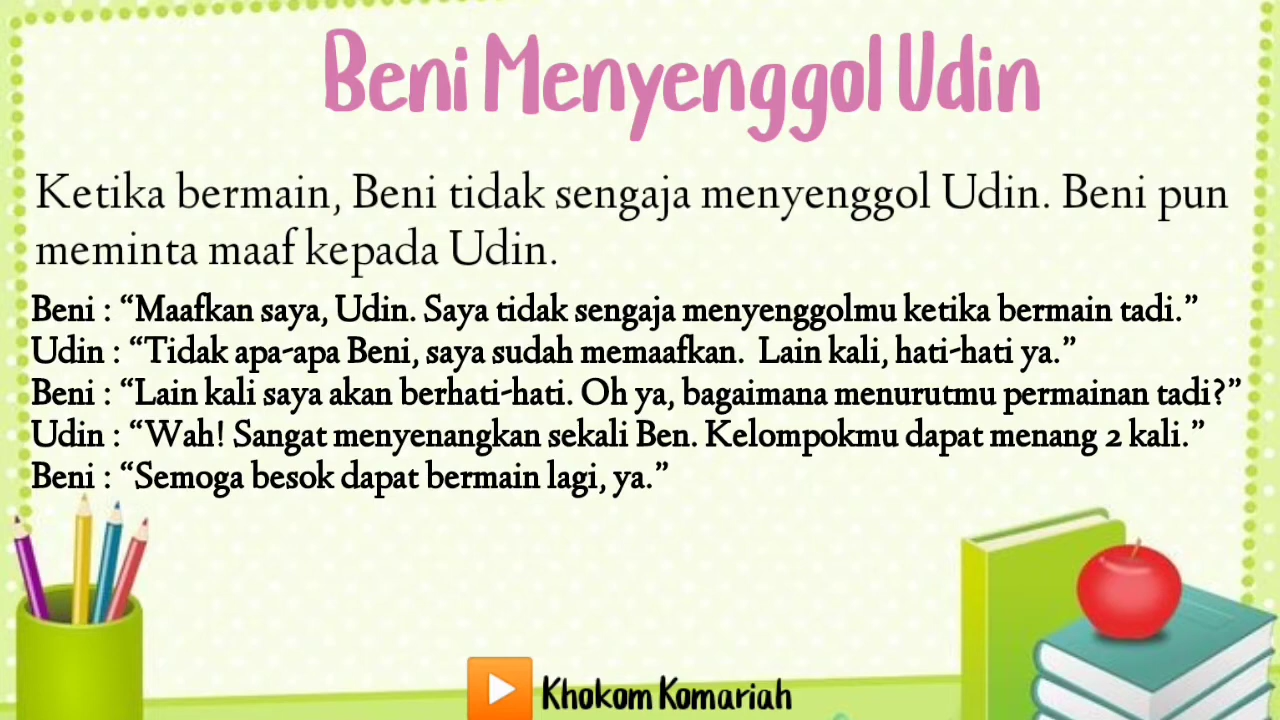 Beni Menyenggol Udin
Ketika bermain, Beni tidak sengaja menyenggol Udin. Beni pun
meminta maaf kepada Udin.
Beni : “Maafkan saya, Udin. Saya tidak sengaja menyenggolmu ketika bermain tadi.”
Udin : “Tidak apa-apa Beni, saya sudah memaafkan. Lain kali, hati-hati ya.”
Beni : “Lain kali saya akan berhati-hati. Oh ya, bagaimana menurutmu permainan tadi?”
Udin : “Wah! Sangat menyenangkan sekali Ben. Kelompokmu dapat menang 2 kali.”
Beni : “Semoga besok dapat bermain lagi, ya.”
Khokom Komariah